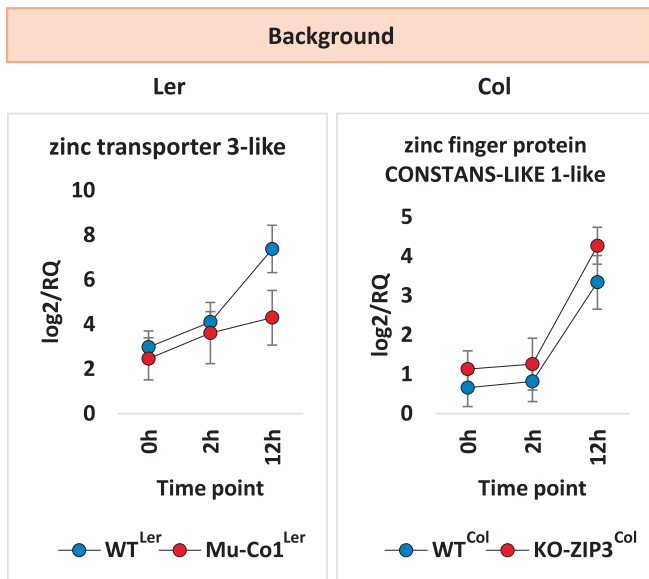 Background
Ler
Col
zinc transporter 3-like
10
8
6
4
2
0
log2/RQ
0h
2h
12h
Time point
WT^Ler
Mu-Co1^Ler
zinc finger protein
CONSTANS-LIKE 1-like
5
4
3
2
1
0
log2/RQ
0h
2h
12h
Time point
WT^Col
KO-ZIP3^Col